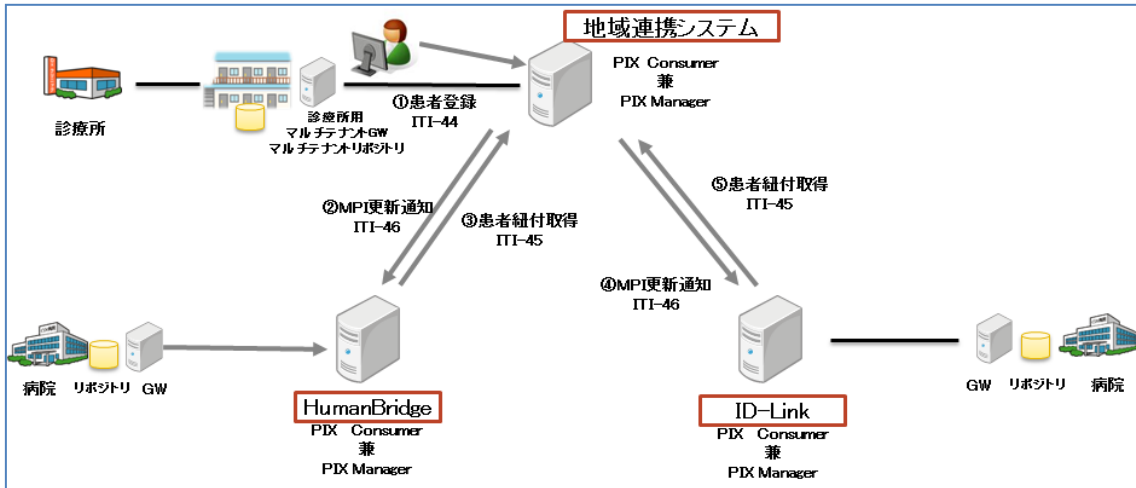 地域連携システム
PIX Consumer
兼
PIX Manager
診療所
診療所用
マルチテナントGW
マルチテナントリポジトリ
①患者登録
ITI-44
②MPI更新通知
ITI-46
③患者紐付取得
ITI-45
⑤患者紐付取得
ITI-45
④MPI更新通知
ITI-46
病院
リポジトリ
GW
HumanBridge
PIX Consumer
兼
PIX Manager
ID-Link
PIX Consumer
兼
PIX Manager
GW
リポジトリ
病院